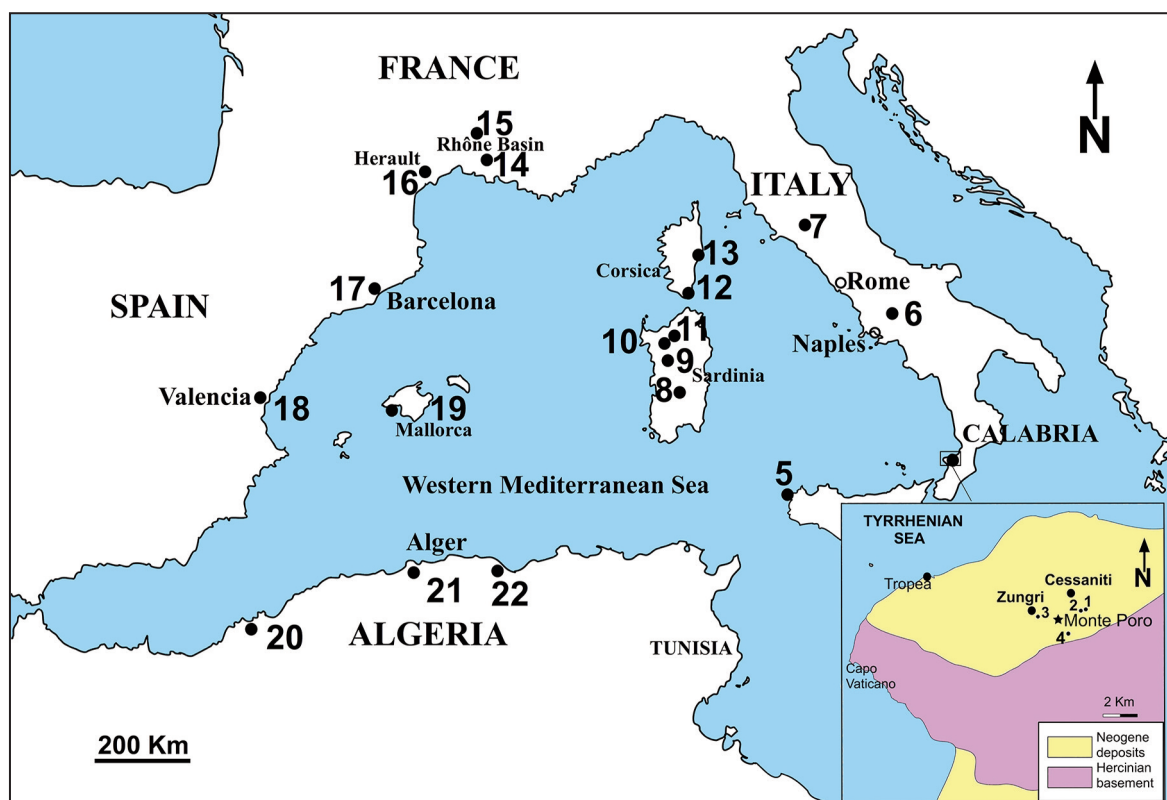 FRANCE
N
15
Rhône Basin
14
Herault
16
ITALY
7
13
Corsica
12
Rome
17
Barcelona
SPAIN
6
11
10
Naples
9
Sardinia
8
Valencia
18
19
Mallorca
CALABRIA
5
Western Mediterranean Sea
Alger
21
22
20
ALGERIA
TUNISIA
200 Km
TYRRHENIAN
SEA
N
Tropea
Cessaniti
Zungri
2 1
3
Monte Poro
4
Capo
Vaticano
2 Km
Neogene
deposits
Hercinian
basement